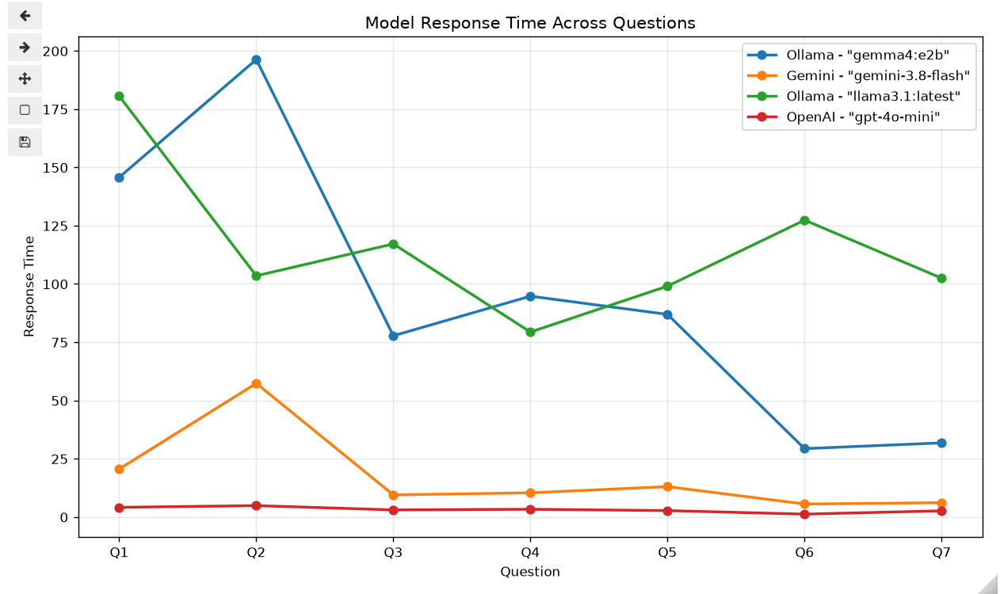 Model Response Time Across Questions
200
175
150
125
100
75
50
25
0
Response Time
Q1 Q2 Q3 Q4 Q5 Q6 Q7
Question
Ollama - "gemma4:e2b"
Gemini - "gemini-3.8-flash"
Ollama - "llama3.1:latest"
OpenAI - "gpt-4o-mini"